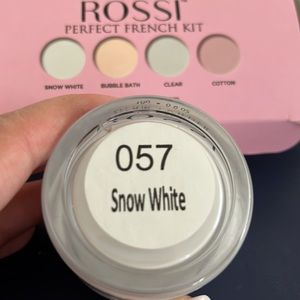 ROSSI
PERFECT FRENCH KIT
SNOW WHITE
BUBBLE BATH
CLEAR
COTTON
057
Snow White